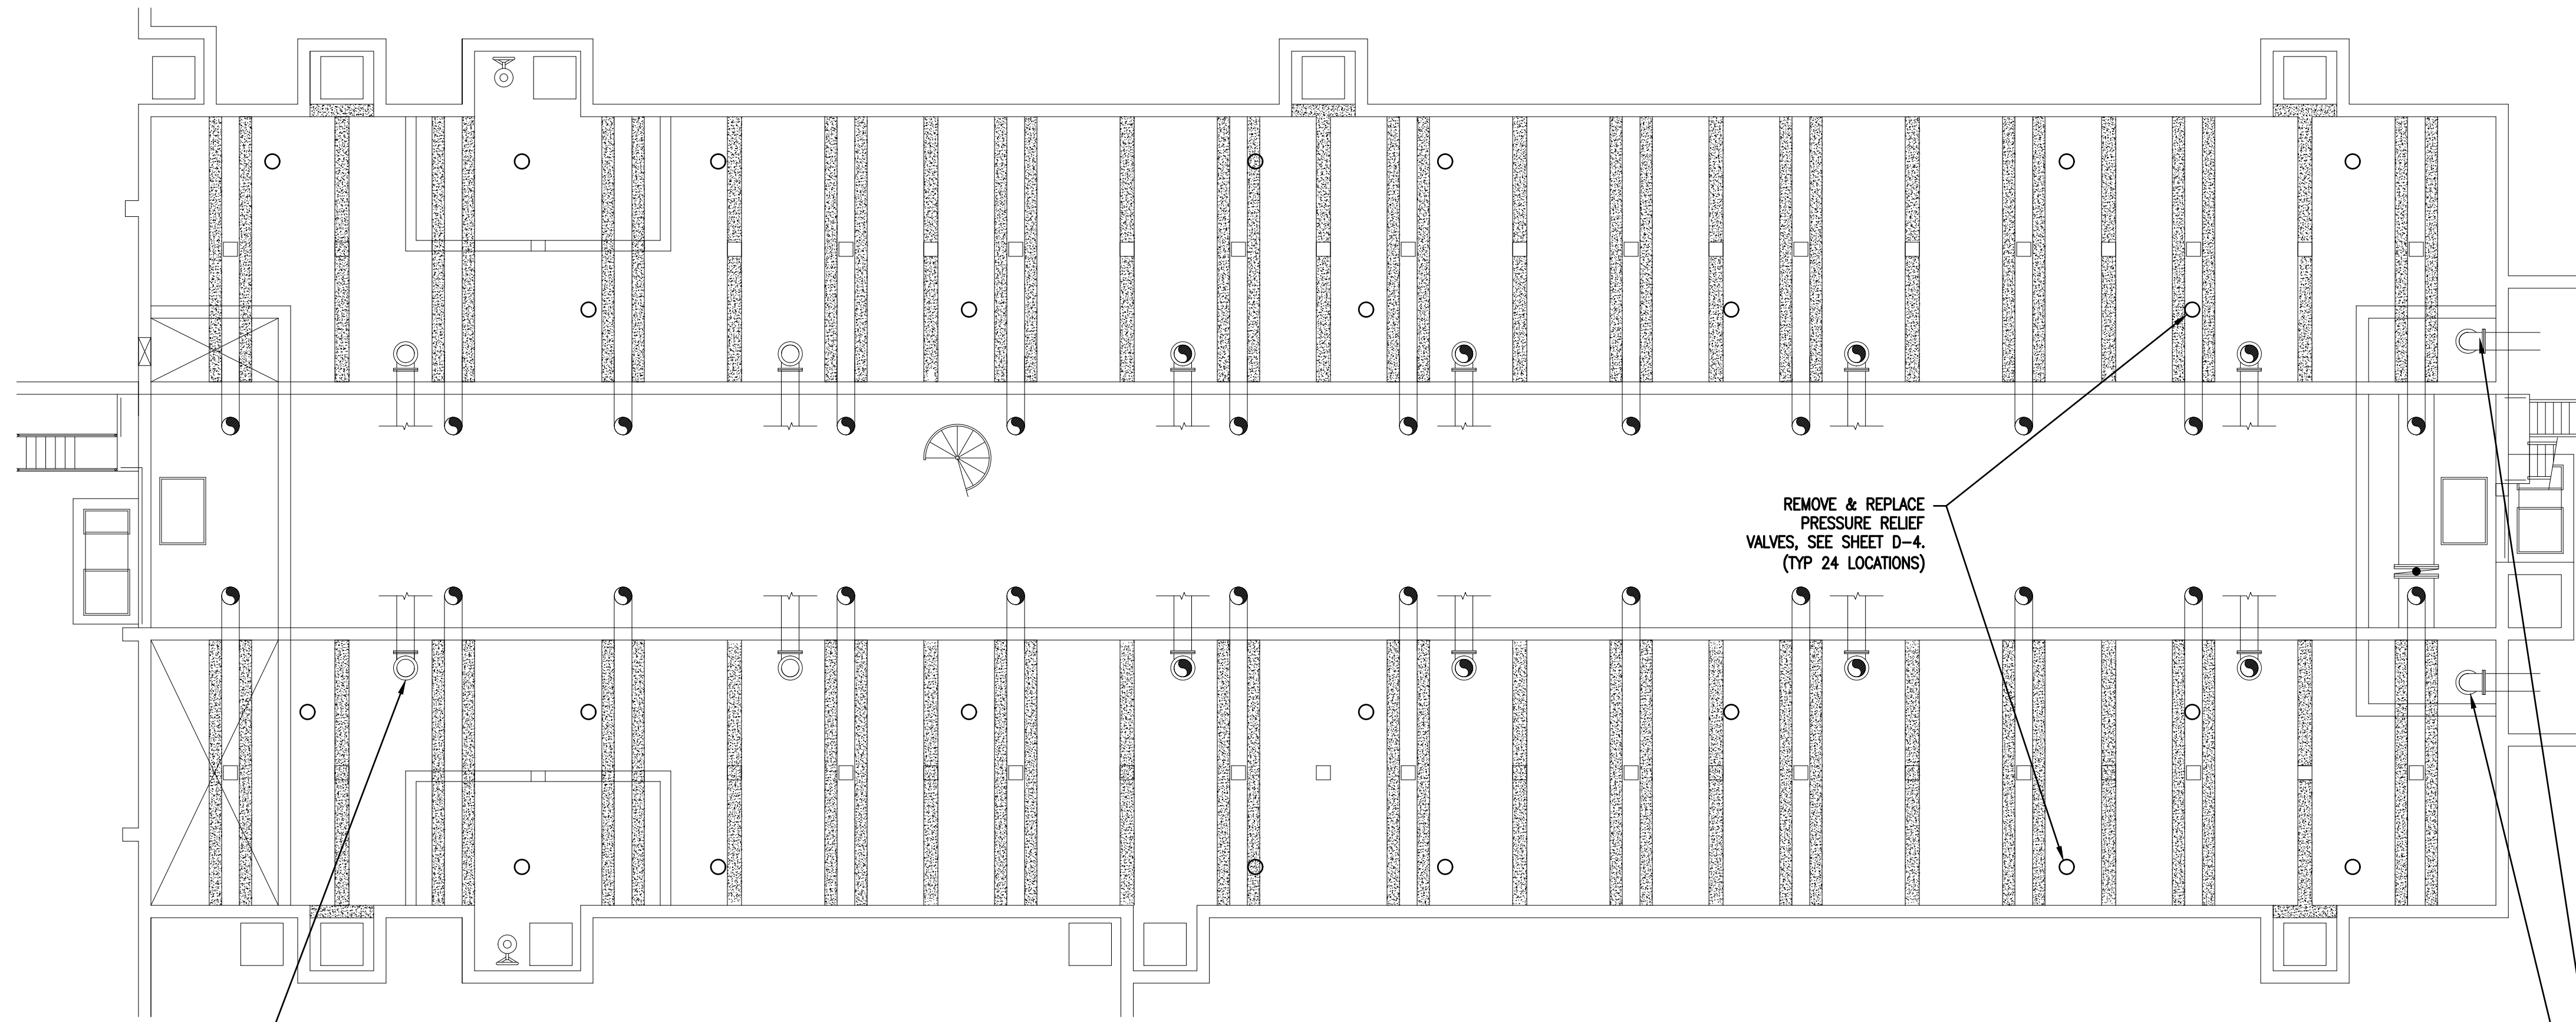 REMOVE & REPLACE
PRESSURE RELIEF
VALVES, SEE SHEET D-4.
(TYP 24 LOCATIONS)